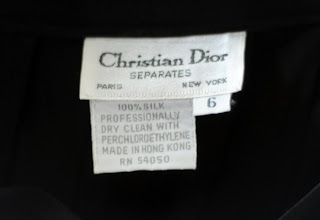 Christian Dior
SEPARATES
PARIS NEW YORK
6
100% SILK
PROFESSIONALLY
DRY CLEAN WITH
PERCHLOROETHYLENE
MADE IN HONG KONG
RN 54050